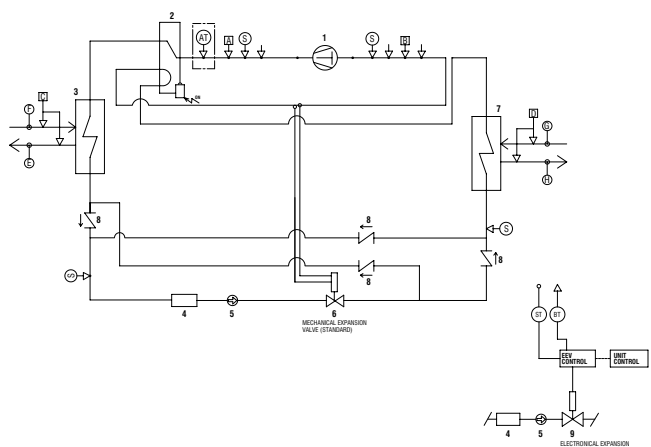 2
1
AT
A
S
S
B
ON
3
C
F
E
7
D
G
H
8
8
S
8
8
S
4
5
6
MECHANICAL EXPANSION
VALVE (STANDARD)
ST
BT
EEV
CONTROL
UNIT
CONTROL
4
5
9
ELECTRONICAL EXPANSION